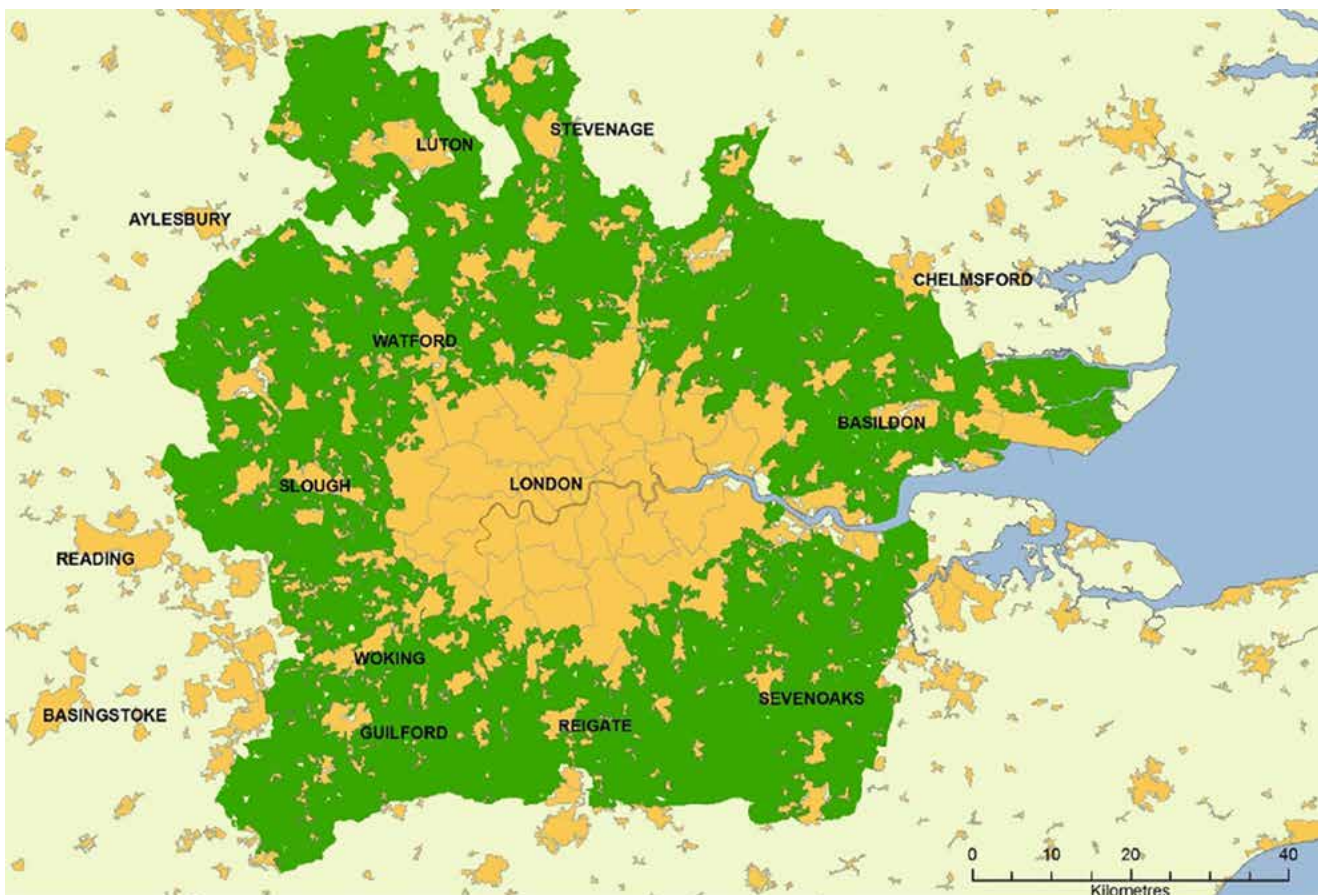 STEVENAGE
LUTON
AYLESBURY
CHELMSFORD
WATFORD
BASILDON
SLOUGH
LONDON
READING
WOKING
SEVENOAKS
BASINGSTOKE
GUILFORD
REIGATE
0 10 20 40
Kilometres